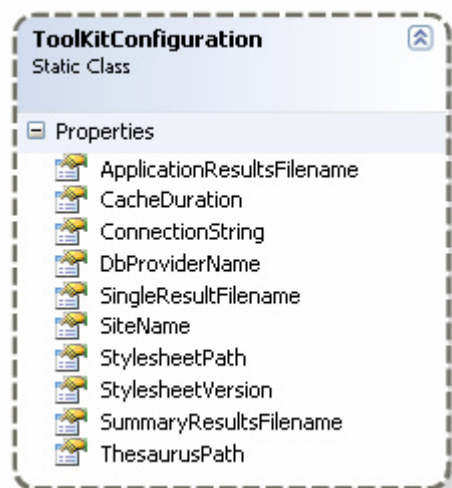 ToolKitConfiguration
Static Class
Properties
ApplicationResultsFilename
CacheDuration
ConnectionString
DbProviderName
SingleResultFilename
SiteName
StylesheetPath
StylesheetVersion
SummaryResultsFilename
ThesaurusPath